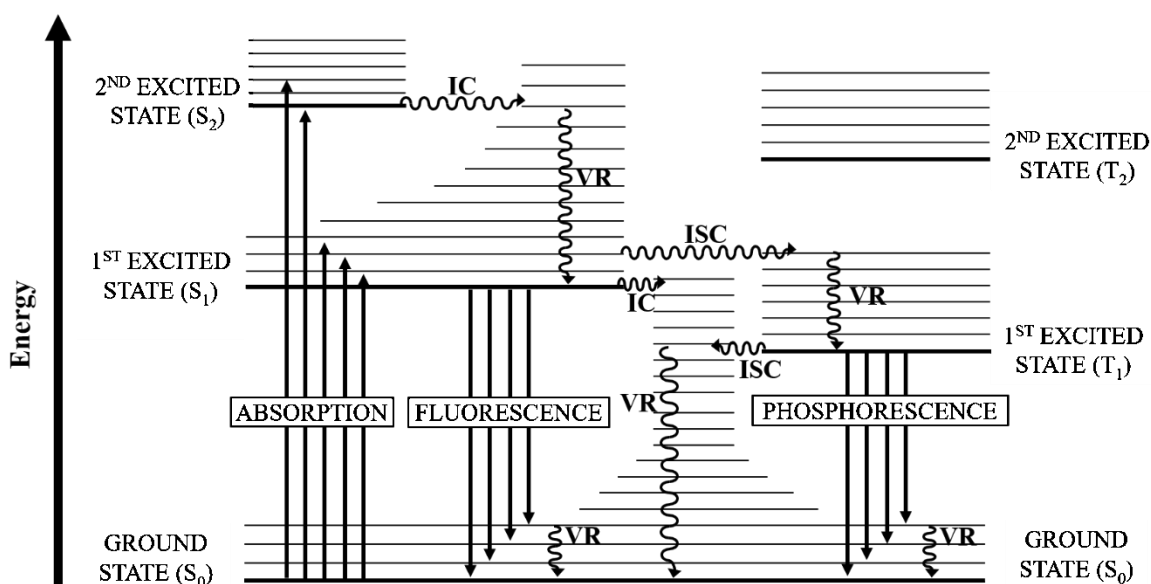 Energy
2ND EXCITED
STATE (S2)
1ST EXCITED
STATE (S1)
GROUND
STATE (S0)
IC
VR
ISC
IC
VR
ISC
VR
ABSORPTION
FLUORESCENCE
PHOSPHORESCENCE
VR
VR
2ND EXCITED
STATE (T2)
1ST EXCITED
STATE (T1)
GROUND
STATE (S0)